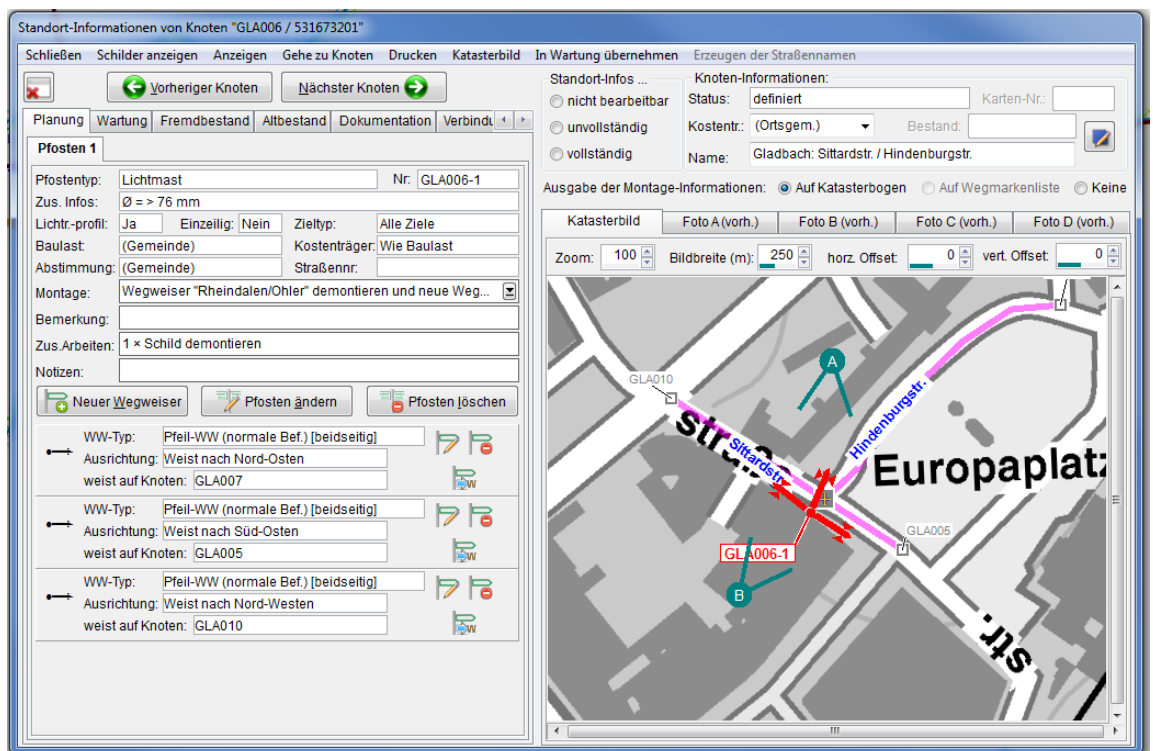 Standort-Informationen von Knoten "GLA006 / 531673201"
Schließen Schilder anzeigen Anzeigen Gehe zu Knoten Drucken Katasterbild In Wartung übernehmen Erzeugen der Straßennamen
Vorheriger Knoten Nächster Knoten
Planung Wartung Fremdbestand Altbestand Dokumentation Verbindu
Pfosten 1
Pfostentyp: Lichtmast Nr: GLA006-1
Zus. Infos: Ø = > 76 mm
Lichtr.-profil: Ja Einzeilig: Nein Zieltyp: Alle Ziele
Baulast: (Gemeinde) Kostenträger: Wie Baulast
Abstimmung: (Gemeinde) Straßennr:
Montage: Wegweiser "Rheindalen/Ohler" demontieren und neue Weg...
Bemerkung:
Zus.Arbeiten: 1 × Schild demontieren
Notizen:
Neuer Wegweiser Pfosten ändern Pfosten löschen
WW-Typ: Pfeil-WW (normale Bef.) [beidseitig]
Ausrichtung: Weist nach Nord-Osten
weist auf Knoten: GLA007
WW-Typ: Pfeil-WW (normale Bef.) [beidseitig]
Ausrichtung: Weist nach Süd-Osten
weist auf Knoten: GLA005
WW-Typ: Pfeil-WW (normale Bef.) [beidseitig]
Ausrichtung: Weist nach Nord-Westen
weist auf Knoten: GLA010
Standort-Infos ...
nicht bearbeitbar
unvollständig
vollständig
Knoten-Informationen:
Status: definiert Karten-Nr.:
Kostentr.: (Ortsgem.) Bestand:
Name: Gladbach: Sittardstr. / Hindenburgstr.
Ausgabe der Montage-Informationen: Auf Katasterbogen Auf Wegmarkenliste Keine
Katasterbild Foto A (vorh.) Foto B (vorh.) Foto C (vorh.) Foto D (vorh.)
Zoom: 100 Bildbreite (m): 250 horz. Offset: 0 vert. Offset: 0
A
GLA010
Hindenburgstr.
straße
Sittardstr.
Europaplatz
GLA005
GLA006-1
B
str.